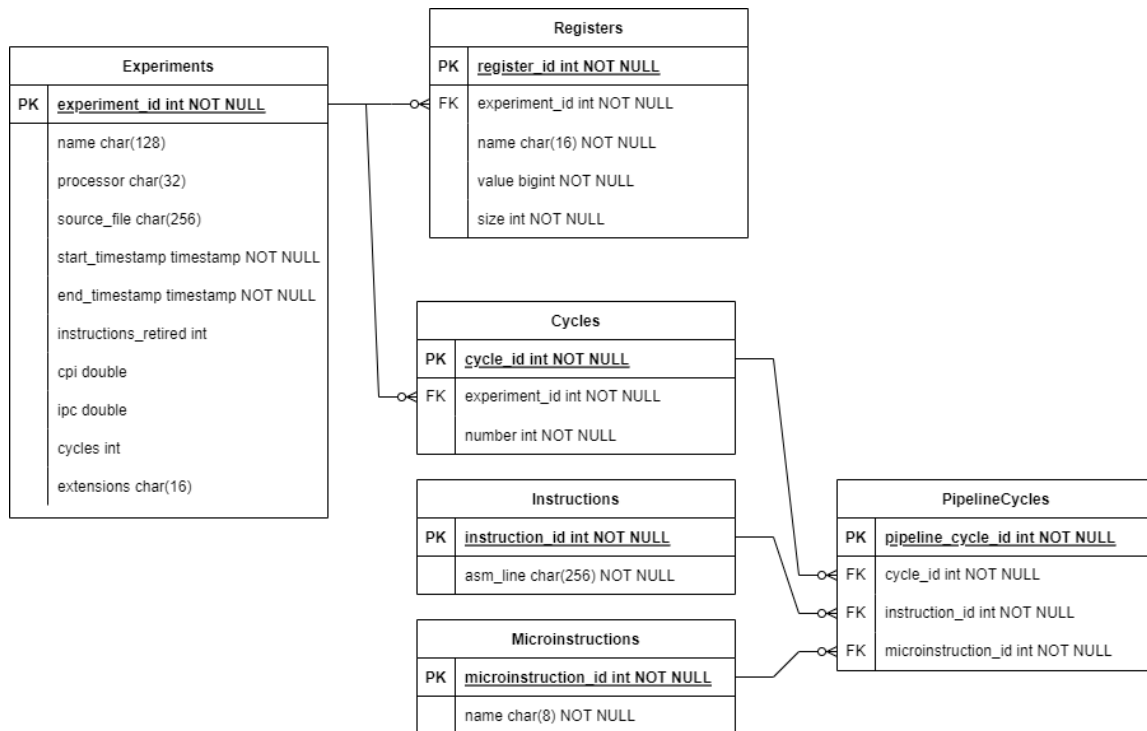 Experiments
PK experiment_id int NOT NULL
name char(128)
processor char(32)
source_file char(256)
start_timestamp timestamp NOT NULL
end_timestamp timestamp NOT NULL
instructions_retired int
cpi double
ipc double
cycles int
extensions char(16)
Registers
PK register_id int NOT NULL
FK experiment_id int NOT NULL
name char(16) NOT NULL
value bigint NOT NULL
size int NOT NULL
Cycles
PK cycle_id int NOT NULL
FK experiment_id int NOT NULL
number int NOT NULL
Instructions
PK instruction_id int NOT NULL
asm_line char(256) NOT NULL
Microinstructions
PK microinstruction_id int NOT NULL
name char(8) NOT NULL
PipelineCycles
PK pipeline_cycle_id int NOT NULL
FK cycle_id int NOT NULL
FK instruction_id int NOT NULL
FK microinstruction_id int NOT NULL